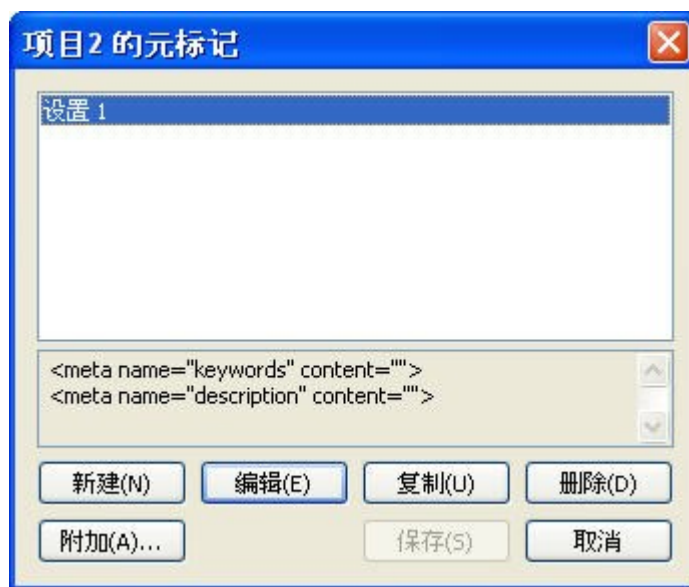 项目2 的元标记
设置 1
<meta name="keywords" content="">
<meta name="description" content="">
新建(N) 编辑(E) 复制(U) 删除(D)
附加(A)... 保存(S) 取消